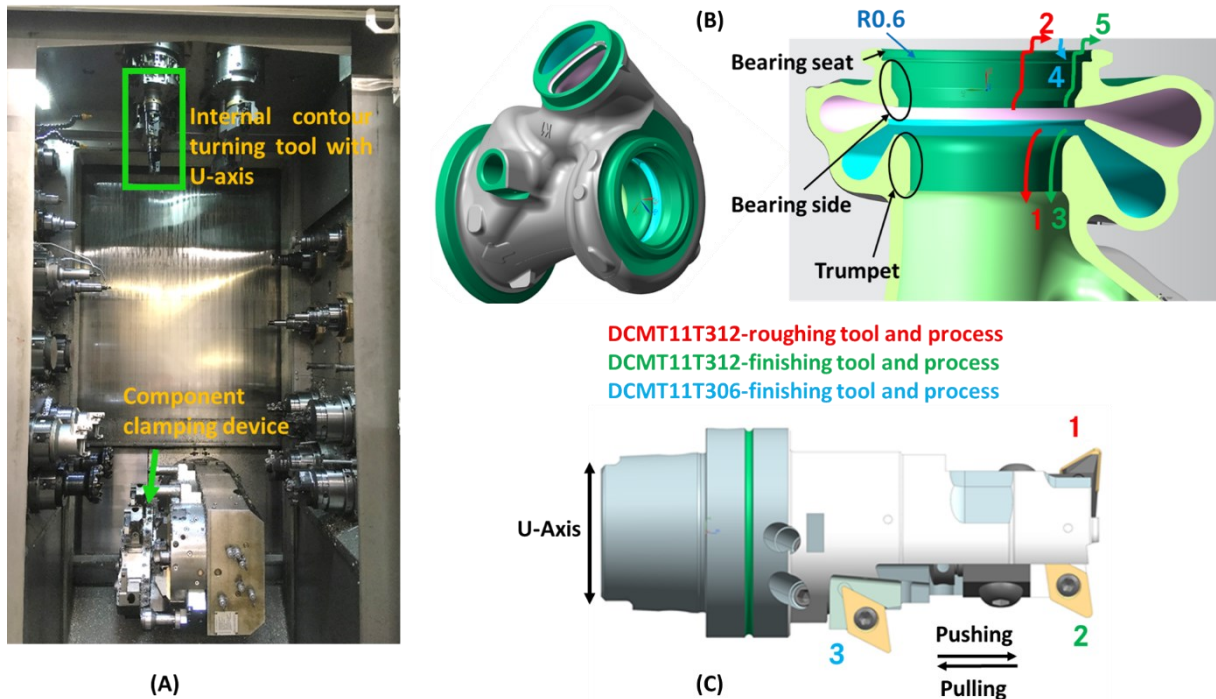 Internal contour
turning tool with
U-axis
Component
clamping device
(A)
(B)
R0.6
Bearing seat
Bearing side
Trumpet
2
5
4
1
3
DCMT11T312-roughing tool and process
DCMT11T312-finishing tool and process
DCMT11T306-finishing tool and process
U-Axis
1
2
3
Pushing
Pulling
(C)